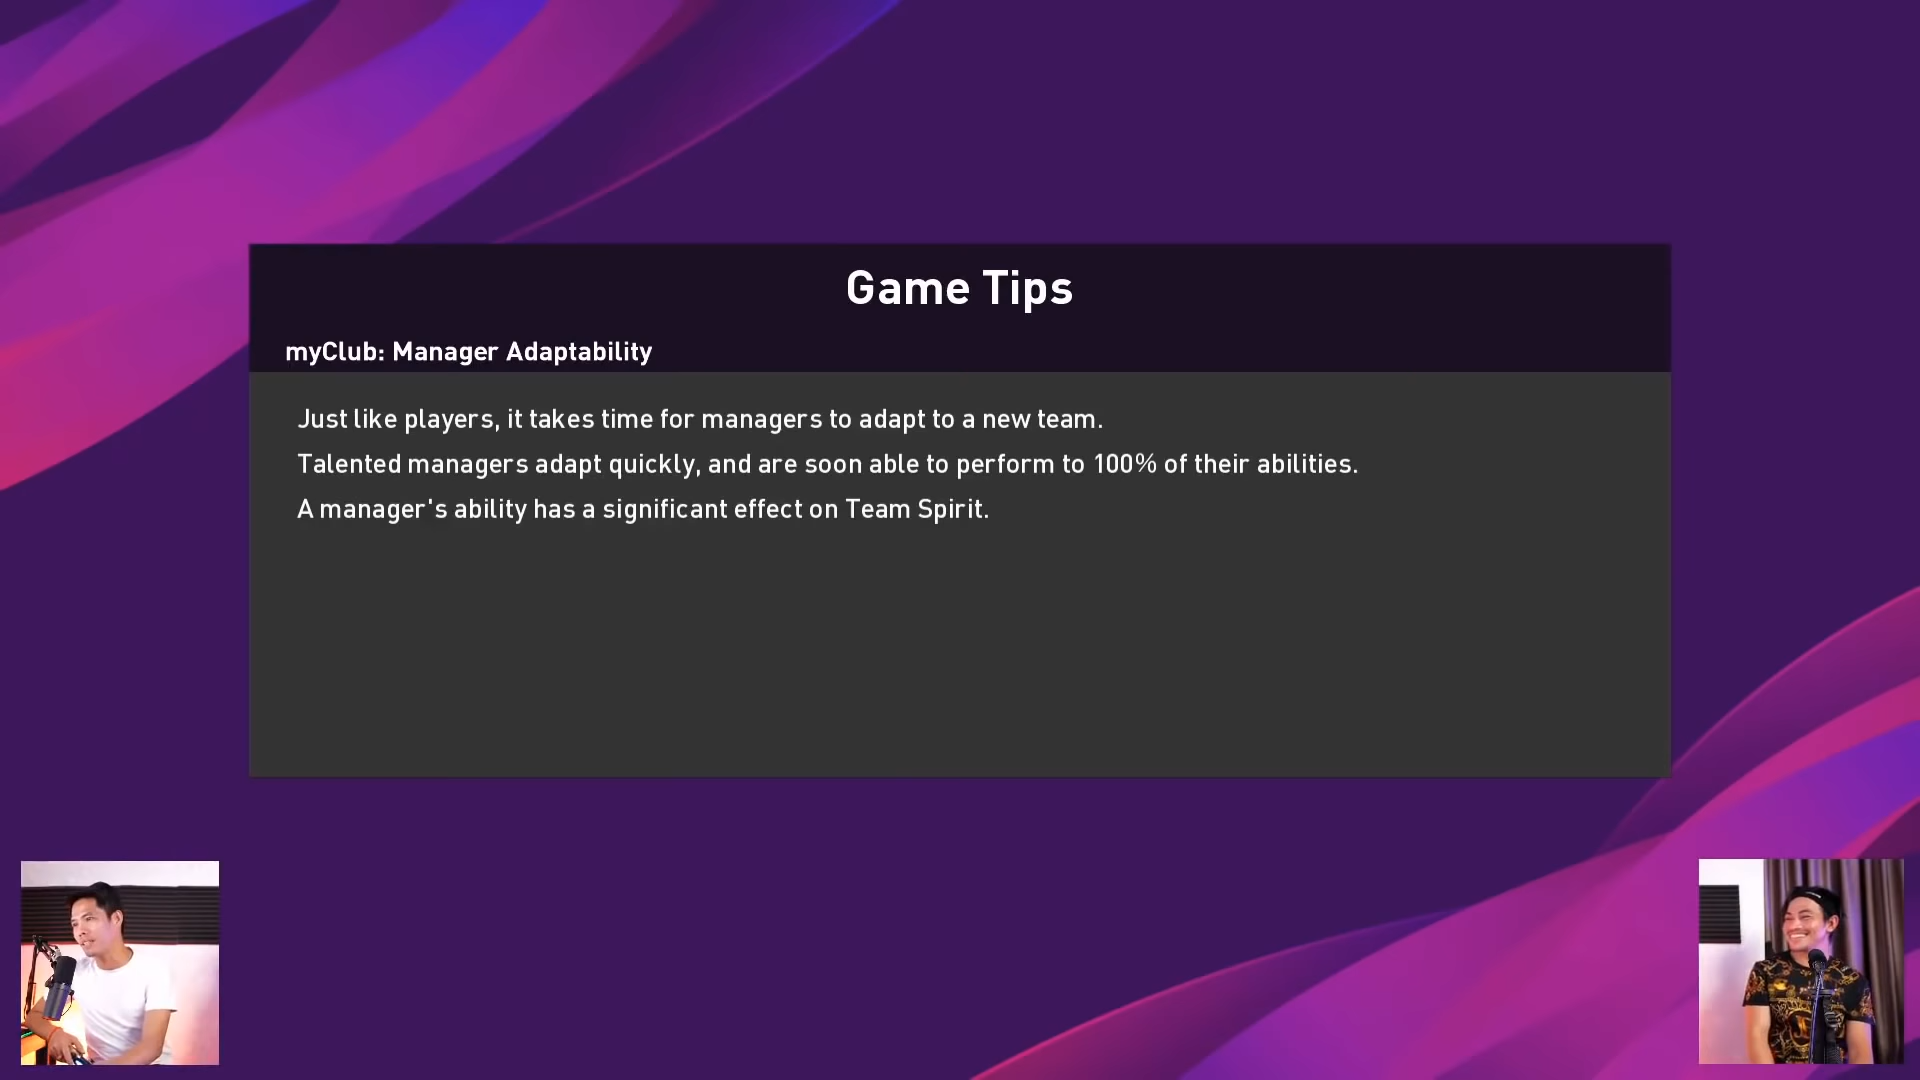 Game Tips
myClub: Manager Adaptability
Just like players, it takes time for managers to adapt to a new team.
Talented managers adapt quickly, and are soon able to perform to 100% of their abilities.
A manager's ability has a significant effect on Team Spirit.